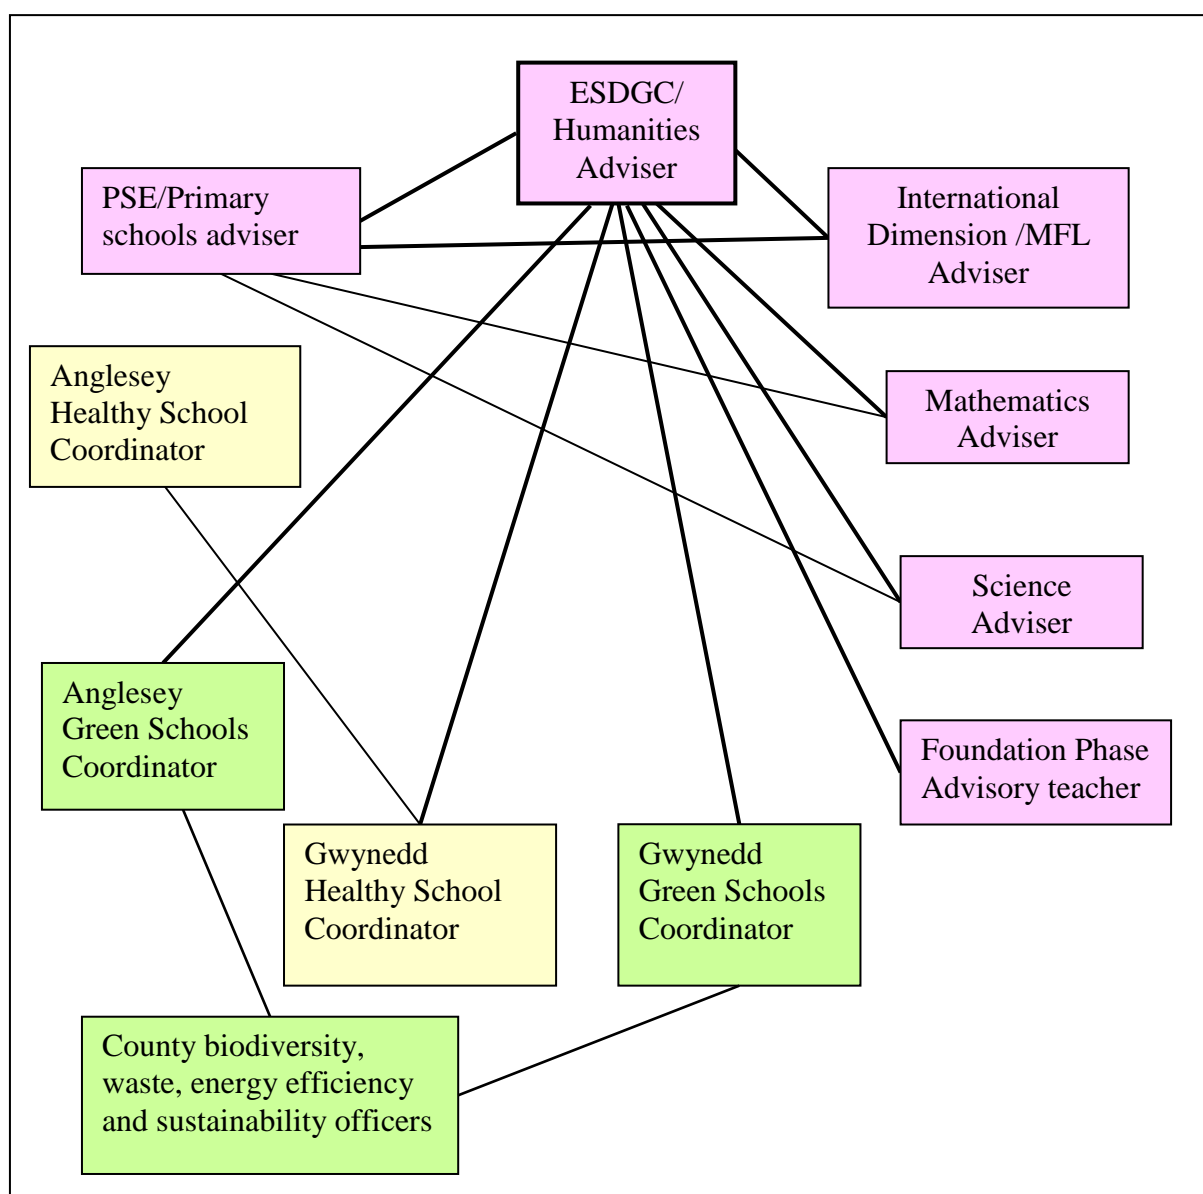 ESDGC/
Humanities
Adviser
PSE/Primary
schools adviser
International
Dimension /MFL
Adviser
Anglesey
Healthy School
Coordinator
Mathematics
Adviser
Science
Adviser
Anglesey
Green Schools
Coordinator
Foundation Phase
Advisory teacher
Gwynedd
Healthy School
Coordinator
Gwynedd
Green Schools
Coordinator
County biodiversity,
waste, energy efficiency
and sustainability officers